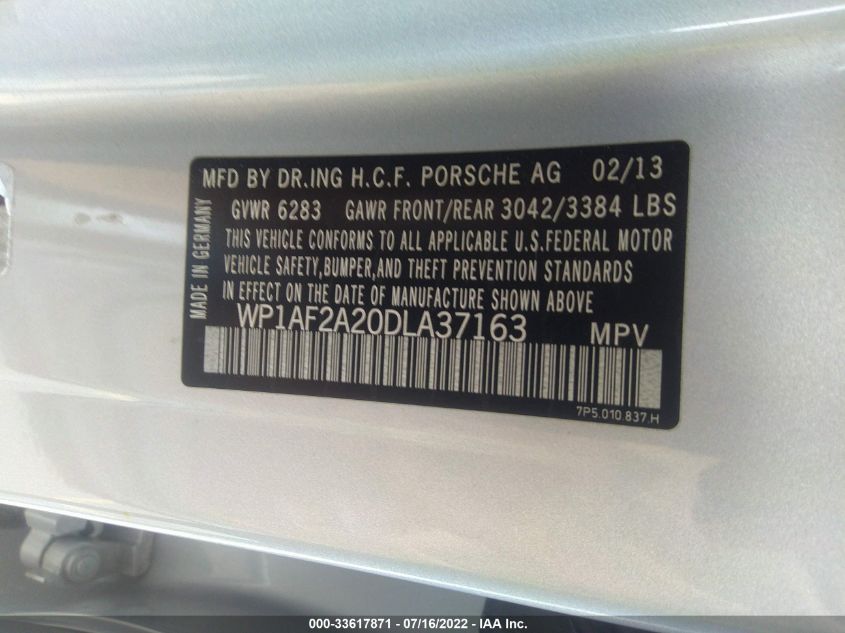 MFD BY DR.ING H.C.F. PORSCHE AG 02/13
GVWR 6283 GAWR FRONT/REAR 3042/3384 LBS
THIS VEHICLE CONFORMS TO ALL APPLICABLE U.S.FEDERAL MOTOR
VEHICLE SAFETY,BUMPER,AND THEFT PREVENTION STANDARDS
IN EFFECT ON THE DATE OF MANUFACTURE SHOWN ABOVE
WP1AF2A20DLA37163 MPV
7P5.010.837.H
MADE IN GERMANY
000-33617871 / 07/16/2022 - IAA Inc.